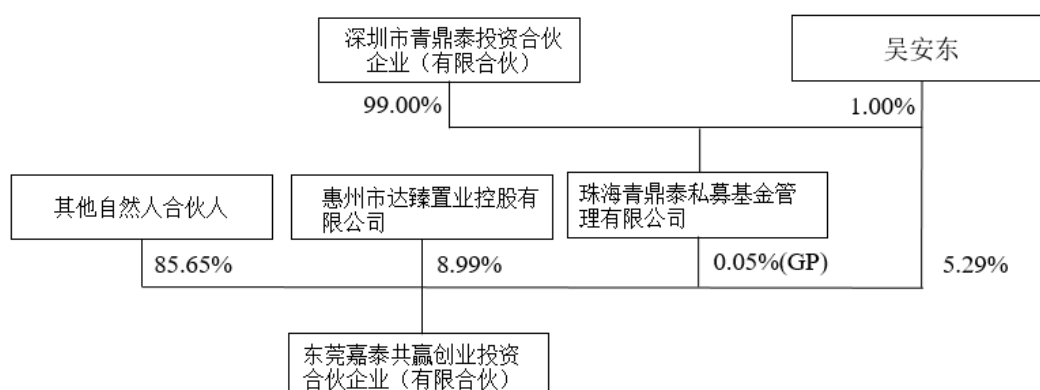 深圳市青鼎泰投资合伙
企业（有限合伙）
吴安东
99.00%
1.00%
其他自然人合伙人
惠州市达臻置业控股有
限公司
珠海青鼎泰私募基金管
理有限公司
85.65%
8.99%
0.05%(GP)
5.29%
东莞嘉泰共赢创业投资
合伙企业（有限合伙）